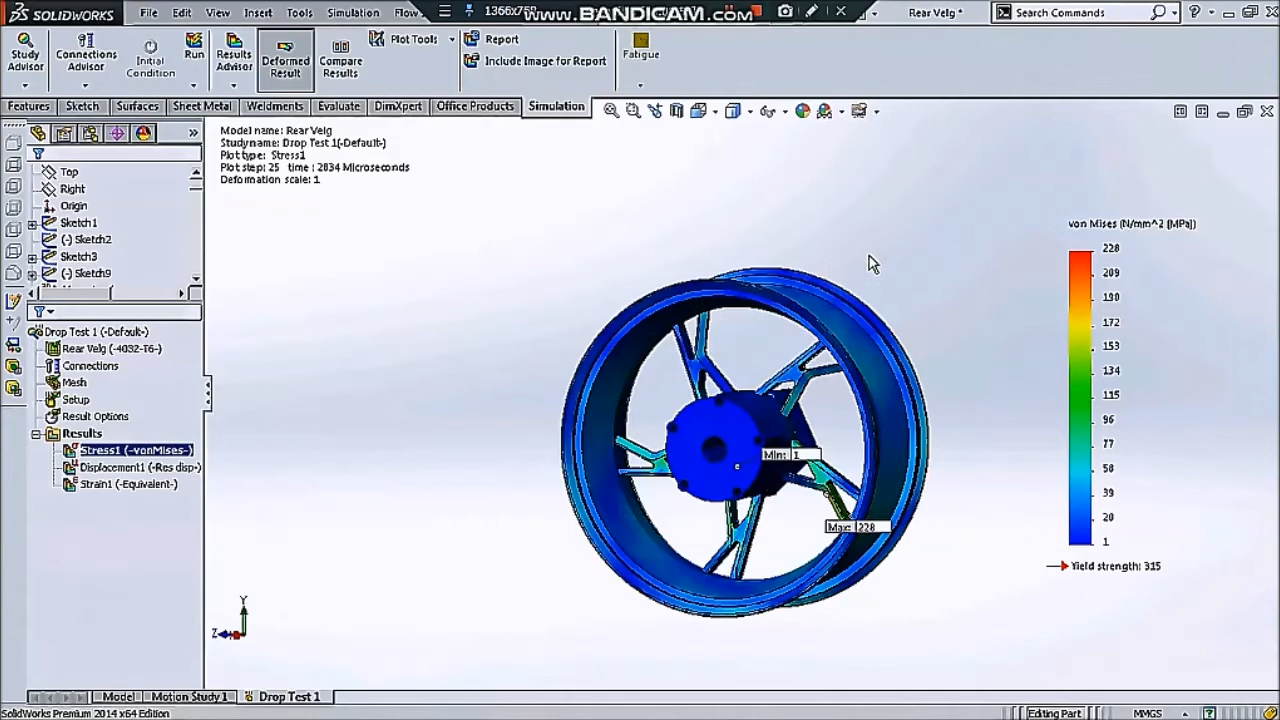 SOLIDWORKS File Edit View Insert Tools Simulation Flow 1366x768 www.BANDICAM.com Rear Velg * Search Commands
Study Advisor
Connections Advisor
Initial Condition
Run
Results Advisor
Deformed Result
Compare Results
Plot Tools
Report
Include Image for Report
Fatigue
Features Sketch Surfaces Sheet Metal Weldments Evaluate DimXpert Office Products Simulation
Top
Right
Origin
Sketch1
(-) Sketch2
Sketch3
(-) Sketch9
Drop Test 1 (-Default-)
Rear Velg (-4032-T6-)
Connections
Mesh
Setup
Result Options
Results
Stress1 (-vonMises-)
Displacement1 (-Res disp-)
Strain1 (-Equivalent-)
Model name: Rear Velg
Study name: Drop Test 1(-Default-)
Plot type: Stress1
Plot step: 25 time : 2834 Microseconds
Deformation scale: 1
Min: 1
Max: 228
von Mises (N/mm^2 (MPa))
228
209
190
172
153
134
115
96
77
58
39
20
1
Yield strength: 315
Y
Z
Model Motion Study 1 Drop Test 1
SolidWorks Premium 2014 x64 Edition Editing Part MMGS